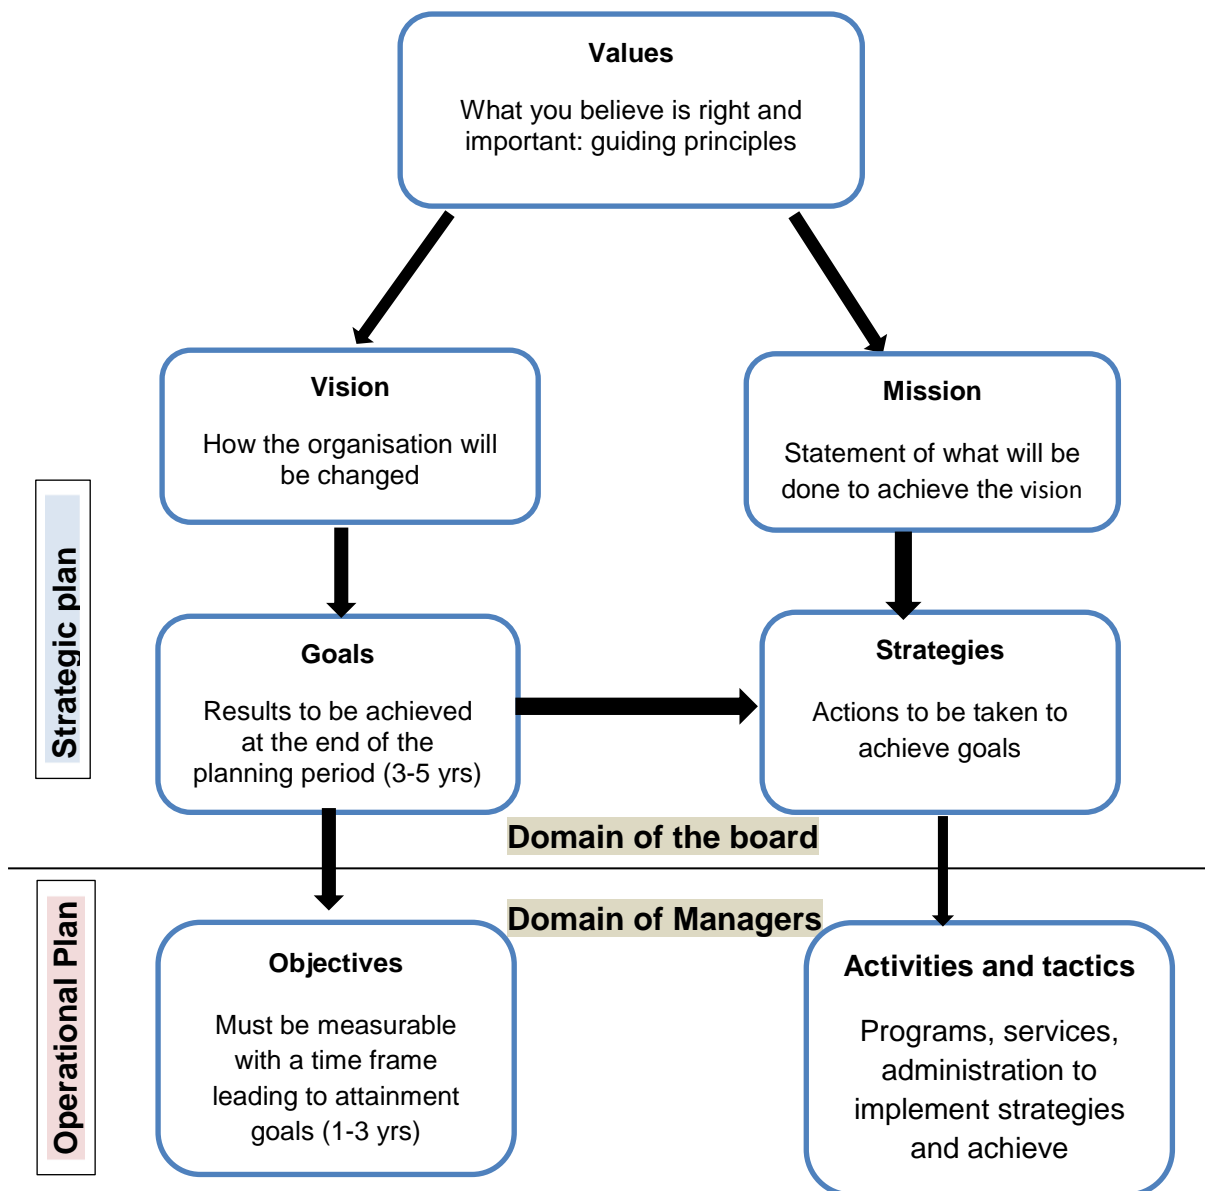 Values
What you believe is right and
important: guiding principles
Vision
How the organisation will
be changed
Mission
Statement of what will be
done to achieve the vision
Strategic plan
Goals
Results to be achieved
at the end of the
planning period (3-5 yrs)
Strategies
Actions to be taken to
achieve goals
Domain of the board
Operational Plan
Domain of Managers
Objectives
Must be measurable
with a time frame
leading to attainment
goals (1-3 yrs)
Activities and tactics
Programs, services,
administration to
implement strategies
and achieve